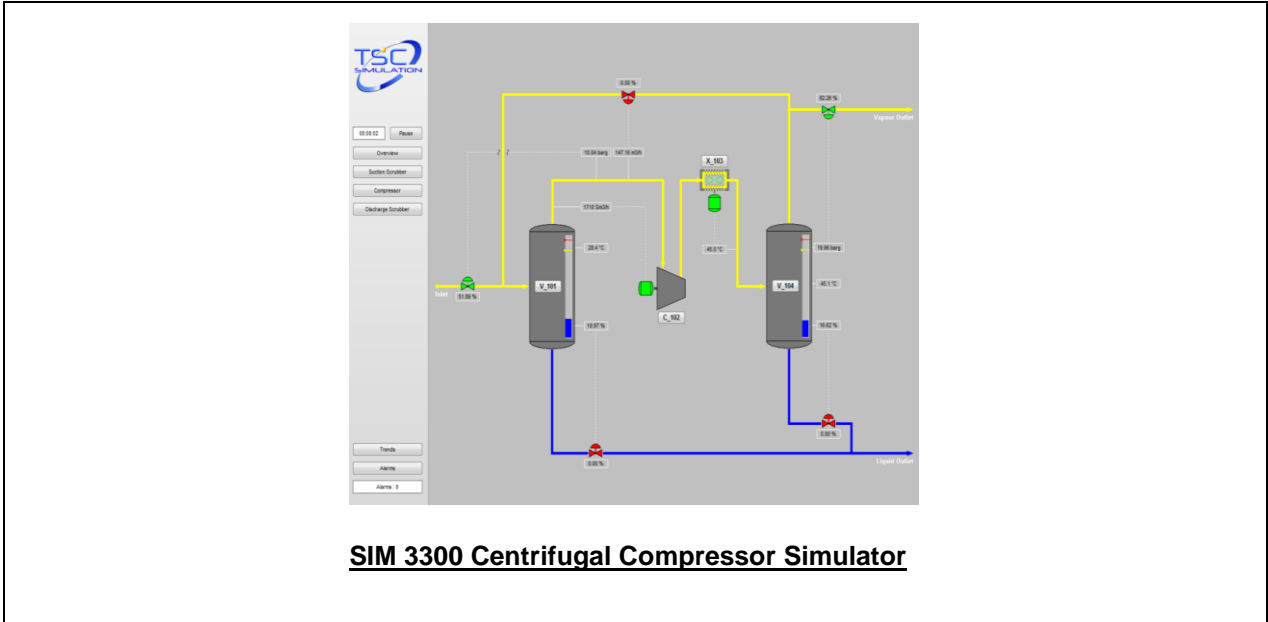 TSC
SIMULATION
00:00:02 Pause
Overview
Suction Scrubber
Compressor
Discharge Scrubber
Trends
Alarms
Alarms : 0
0.00 %
82.26 %
Vapour Outlet
10.04 barg 147.16 m3/h
X_103
1710 Sm3/h
28.4 °C
45.0 °C
19.96 barg
V_101
V_104
45.1 °C
Inlet
51.89 %
C_102
10.97 %
16.62 %
0.00 %
0.00 %
Liquid Outlet
SIM 3300 Centrifugal Compressor Simulator